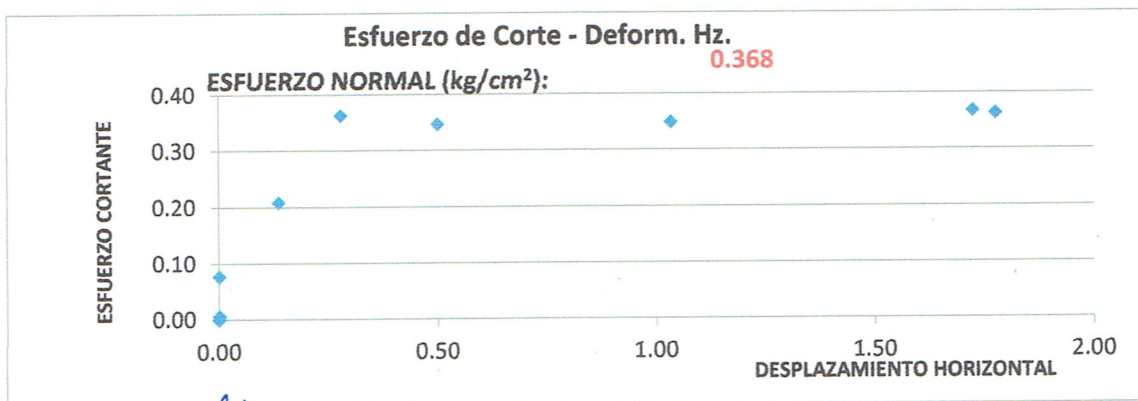 Esfuerzo de Corte - Deform. Hz.
0.368
ESFUERZO NORMAL (kg/cm²):
0.40
0.30
0.20
0.10
0.00
ESFUERZO CORTANTE
0.00 0.50 1.00 1.50 2.00
DESPLAZAMIENTO HORIZONTAL